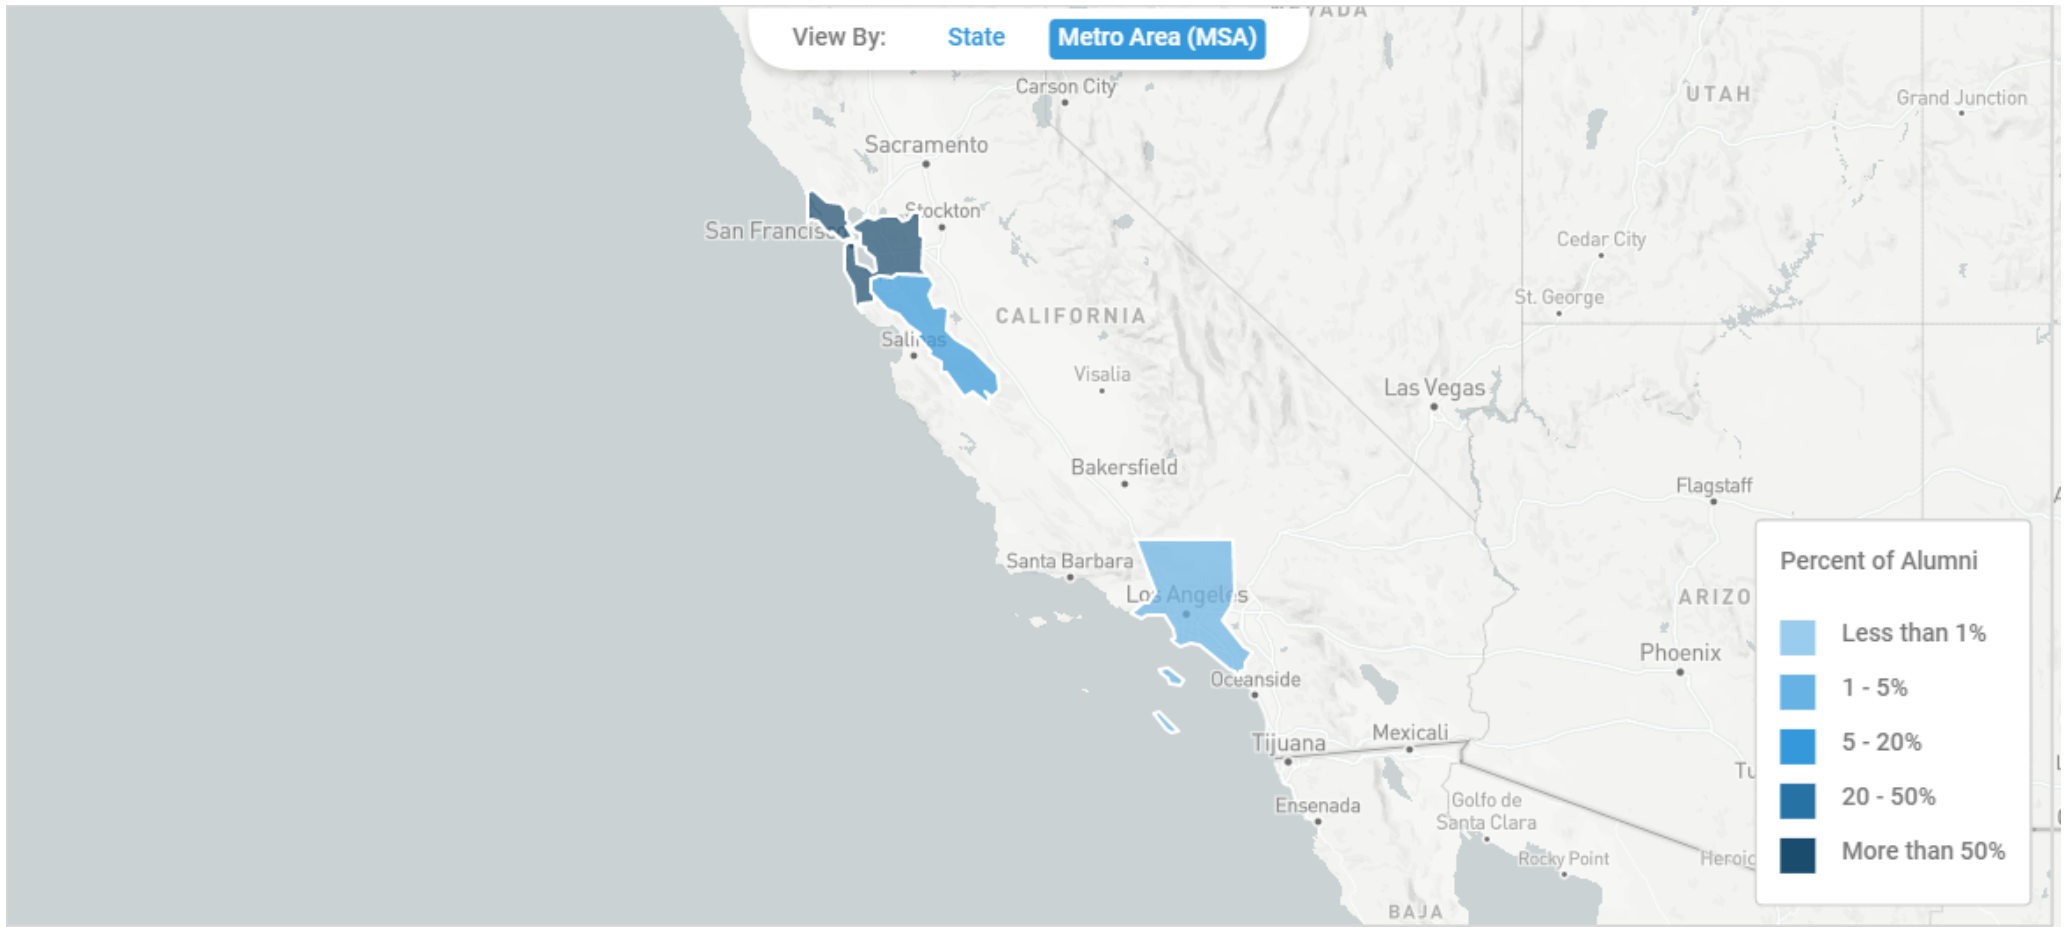 NEVADA
View By: State Metro Area (MSA)
Carson City
UTAH
Grand Junction
Sacramento
Stockton
San Francisco
Cedar City
St. George
CALIFORNIA
Salinas
Visalia
Las Vegas
Bakersfield
Flagstaff
Santa Barbara
Los Angeles
ARIZO
Phoenix
Oceanside
Tijuana
Mexicali
Tu
Ensenada
Golfo de
Santa Clara
Rocky Point
Heroic
BAJA
Percent of Alumni
Less than 1%
1 - 5%
5 - 20%
20 - 50%
More than 50%